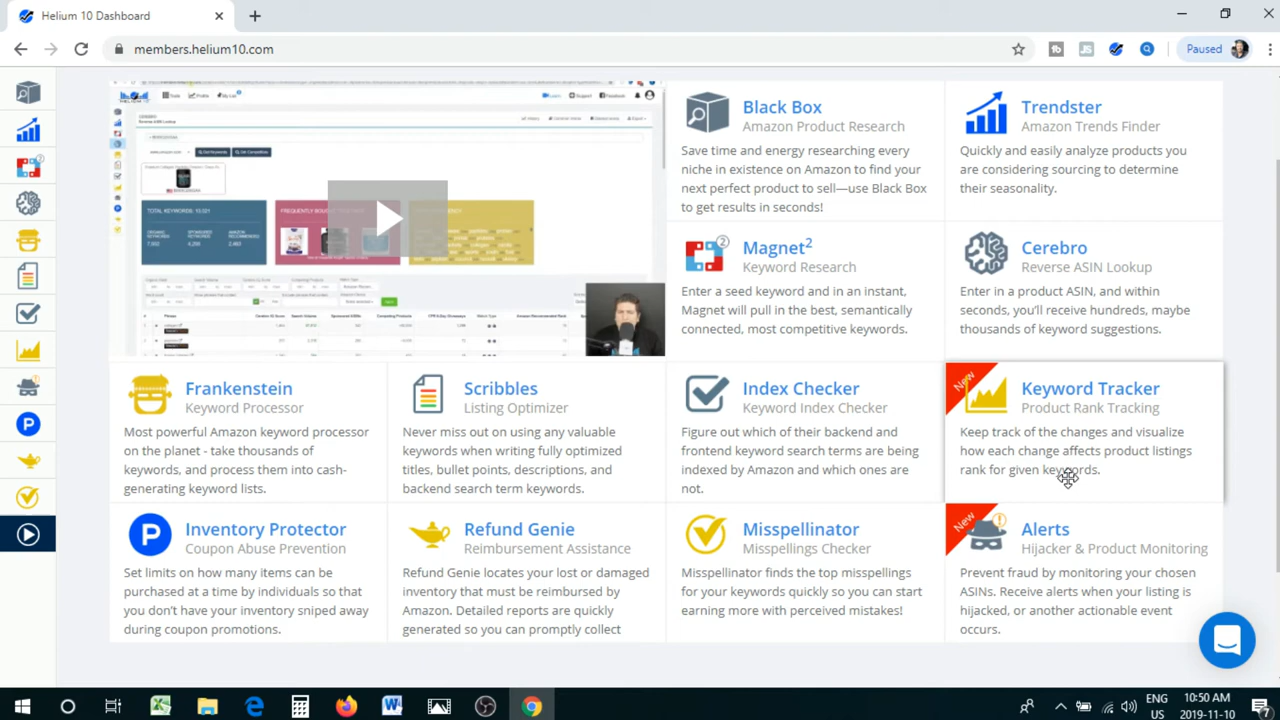 Helium 10 Dashboard
members.helium10.com
Paused
Tools
Profile
My List
Support
Facebook
TOTAL KEYWORDS: 10,021
Black Box
Amazon Product Research
Save time and energy researching every
niche in existence on Amazon to find your
next perfect product to sell—use Black Box
to get results in seconds!
Trendster
Amazon Trends Finder
Quickly and easily analyze products you
are considering sourcing to determine
their seasonality.
2
Magnet2
Keyword Research
Enter a seed keyword and in an instant,
Magnet will pull in the best, semantically
connected, most competitive keywords.
Cerebro
Reverse ASIN Lookup
Enter in a product ASIN, and within
seconds, you'll receive hundreds, maybe
thousands of keyword suggestions.
Frankenstein
Keyword Processor
Most powerful Amazon keyword processor
on the planet - take thousands of
keywords, and process them into cash-
generating keyword lists.
Scribbles
Listing Optimizer
Never miss out on using any valuable
keywords when writing fully optimized
titles, bullet points, descriptions, and
backend search term keywords.
Index Checker
Keyword Index Checker
Figure out which of their backend and
frontend keyword search terms are being
indexed by Amazon and which ones are
not.
New
Keyword Tracker
Product Rank Tracking
Keep track of the changes and visualize
how each change affects product listings
rank for given keywords.
P
Inventory Protector
Coupon Abuse Prevention
Set limits on how many items can be
purchased at a time by individuals so that
you don't have your inventory sniped away
during coupon promotions.
Refund Genie
Reimbursement Assistance
Refund Genie locates your lost or damaged
inventory that must be reimbursed by
Amazon. Detailed reports are quickly
generated so you can promptly collect
Misspellinator
Misspellings Checker
Misspellinator finds the top misspellings
for your keywords quickly so you can start
earning more with perceived mistakes!
New
Alerts
Hijacker & Product Monitoring
Prevent fraud by monitoring your chosen
ASINs. Receive alerts when your listing is
hijacked, or another actionable event
occurs.
ENG
US
10:50 AM
2019-11-10
7